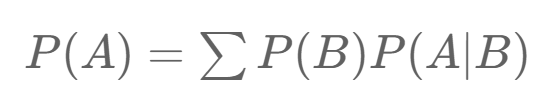 P(A) = ∑ P(B)P(A|B)